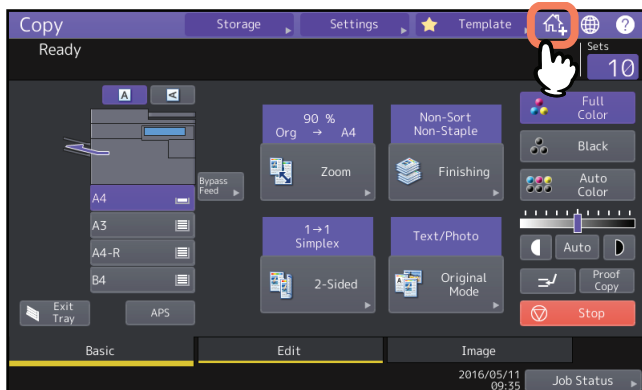 Copy
Storage
Settings
Template
?
Ready
Sets
10
A
A
90 %
Org → A4
Zoom
Non-Sort
Non-Staple
Finishing
Full
Color
Black
Auto
Color
Bypass
Feed
A4
A3
A4-R
B4
1→1
Simplex
2-Sided
Text/Photo
Original
Mode
Auto
Proof
Copy
Exit
Tray
APS
Stop
Basic
Edit
Image
2016/05/11
09:35
Job Status